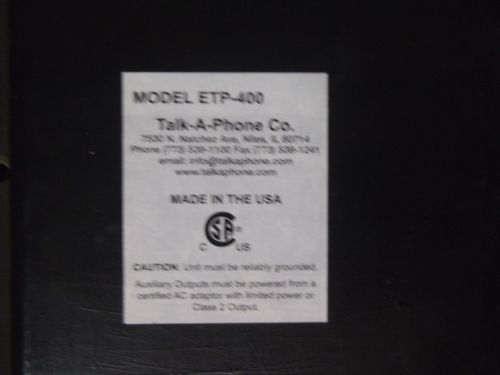 MODEL ETP-400
Talk-A-Phone Co.
7530 N. Natchez Ave, Niles, IL 60714
Phone (773) 539-1100 Fax (773) 539-1241
email: info@talkaphone.com
www.talkaphone.com
MADE IN THE USA
SA ®
C US
CAUTION: Unit must be reliably grounded.
Auxiliary Outputs must be powered from a
certified AC adaptor with limited power or
Class 2 Output.